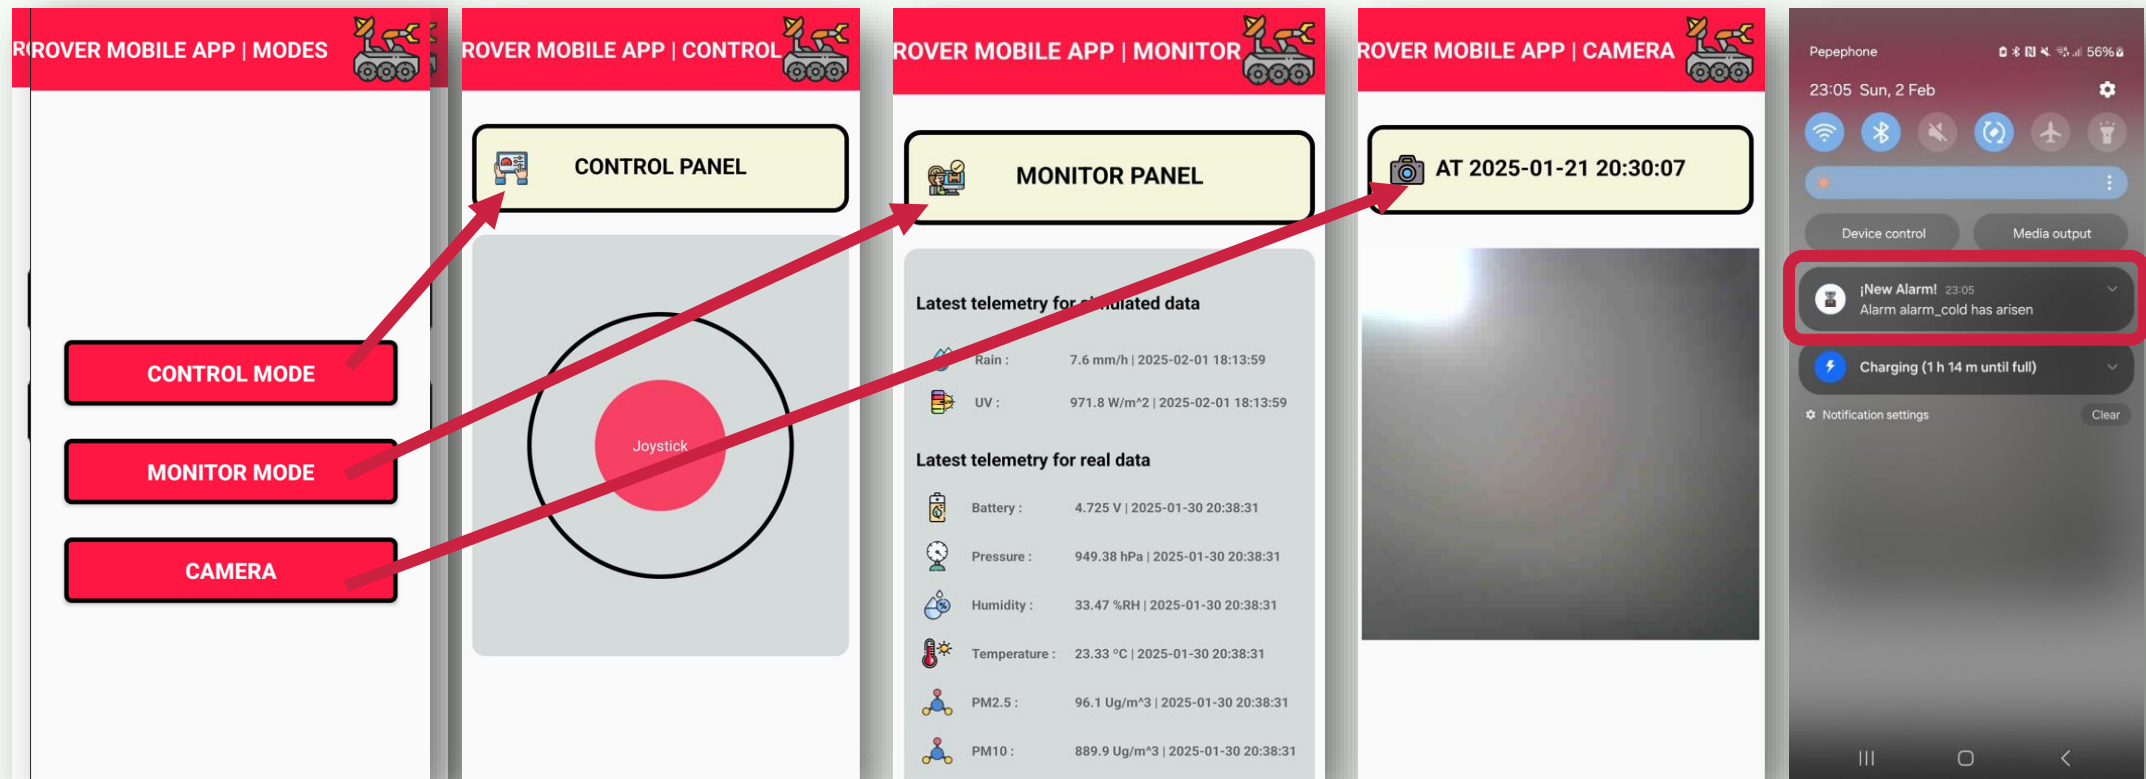 ROVER MOBILE APP | MODES
CONTROL MODE
MONITOR MODE
CAMERA
ROVER MOBILE APP | CONTROL
CONTROL PANEL
Joystick
ROVER MOBILE APP | MONITOR
MONITOR PANEL
Latest telemetry for simulated data
Rain : 7.6 mm/h | 2025-02-01 18:13:59
UV : 971.8 W/m^2 | 2025-02-01 18:13:59
Latest telemetry for real data
Battery : 4.725 V | 2025-01-30 20:38:31
Pressure : 949.38 hPa | 2025-01-30 20:38:31
Humidity : 33.47 %RH | 2025-01-30 20:38:31
Temperature : 23.33 ºC | 2025-01-30 20:38:31
PM2.5 : 96.1 Ug/m^3 | 2025-01-30 20:38:31
PM10 : 889.9 Ug/m^3 | 2025-01-30 20:38:31
ROVER MOBILE APP | CAMERA
AT 2025-01-21 20:30:07
Pepephone 56%
23:05 Sun, 2 Feb
Device control Media output
¡New Alarm! 23:05
Alarm alarm_cold has arisen
Charging (1 h 14 m until full)
Notification settings Clear